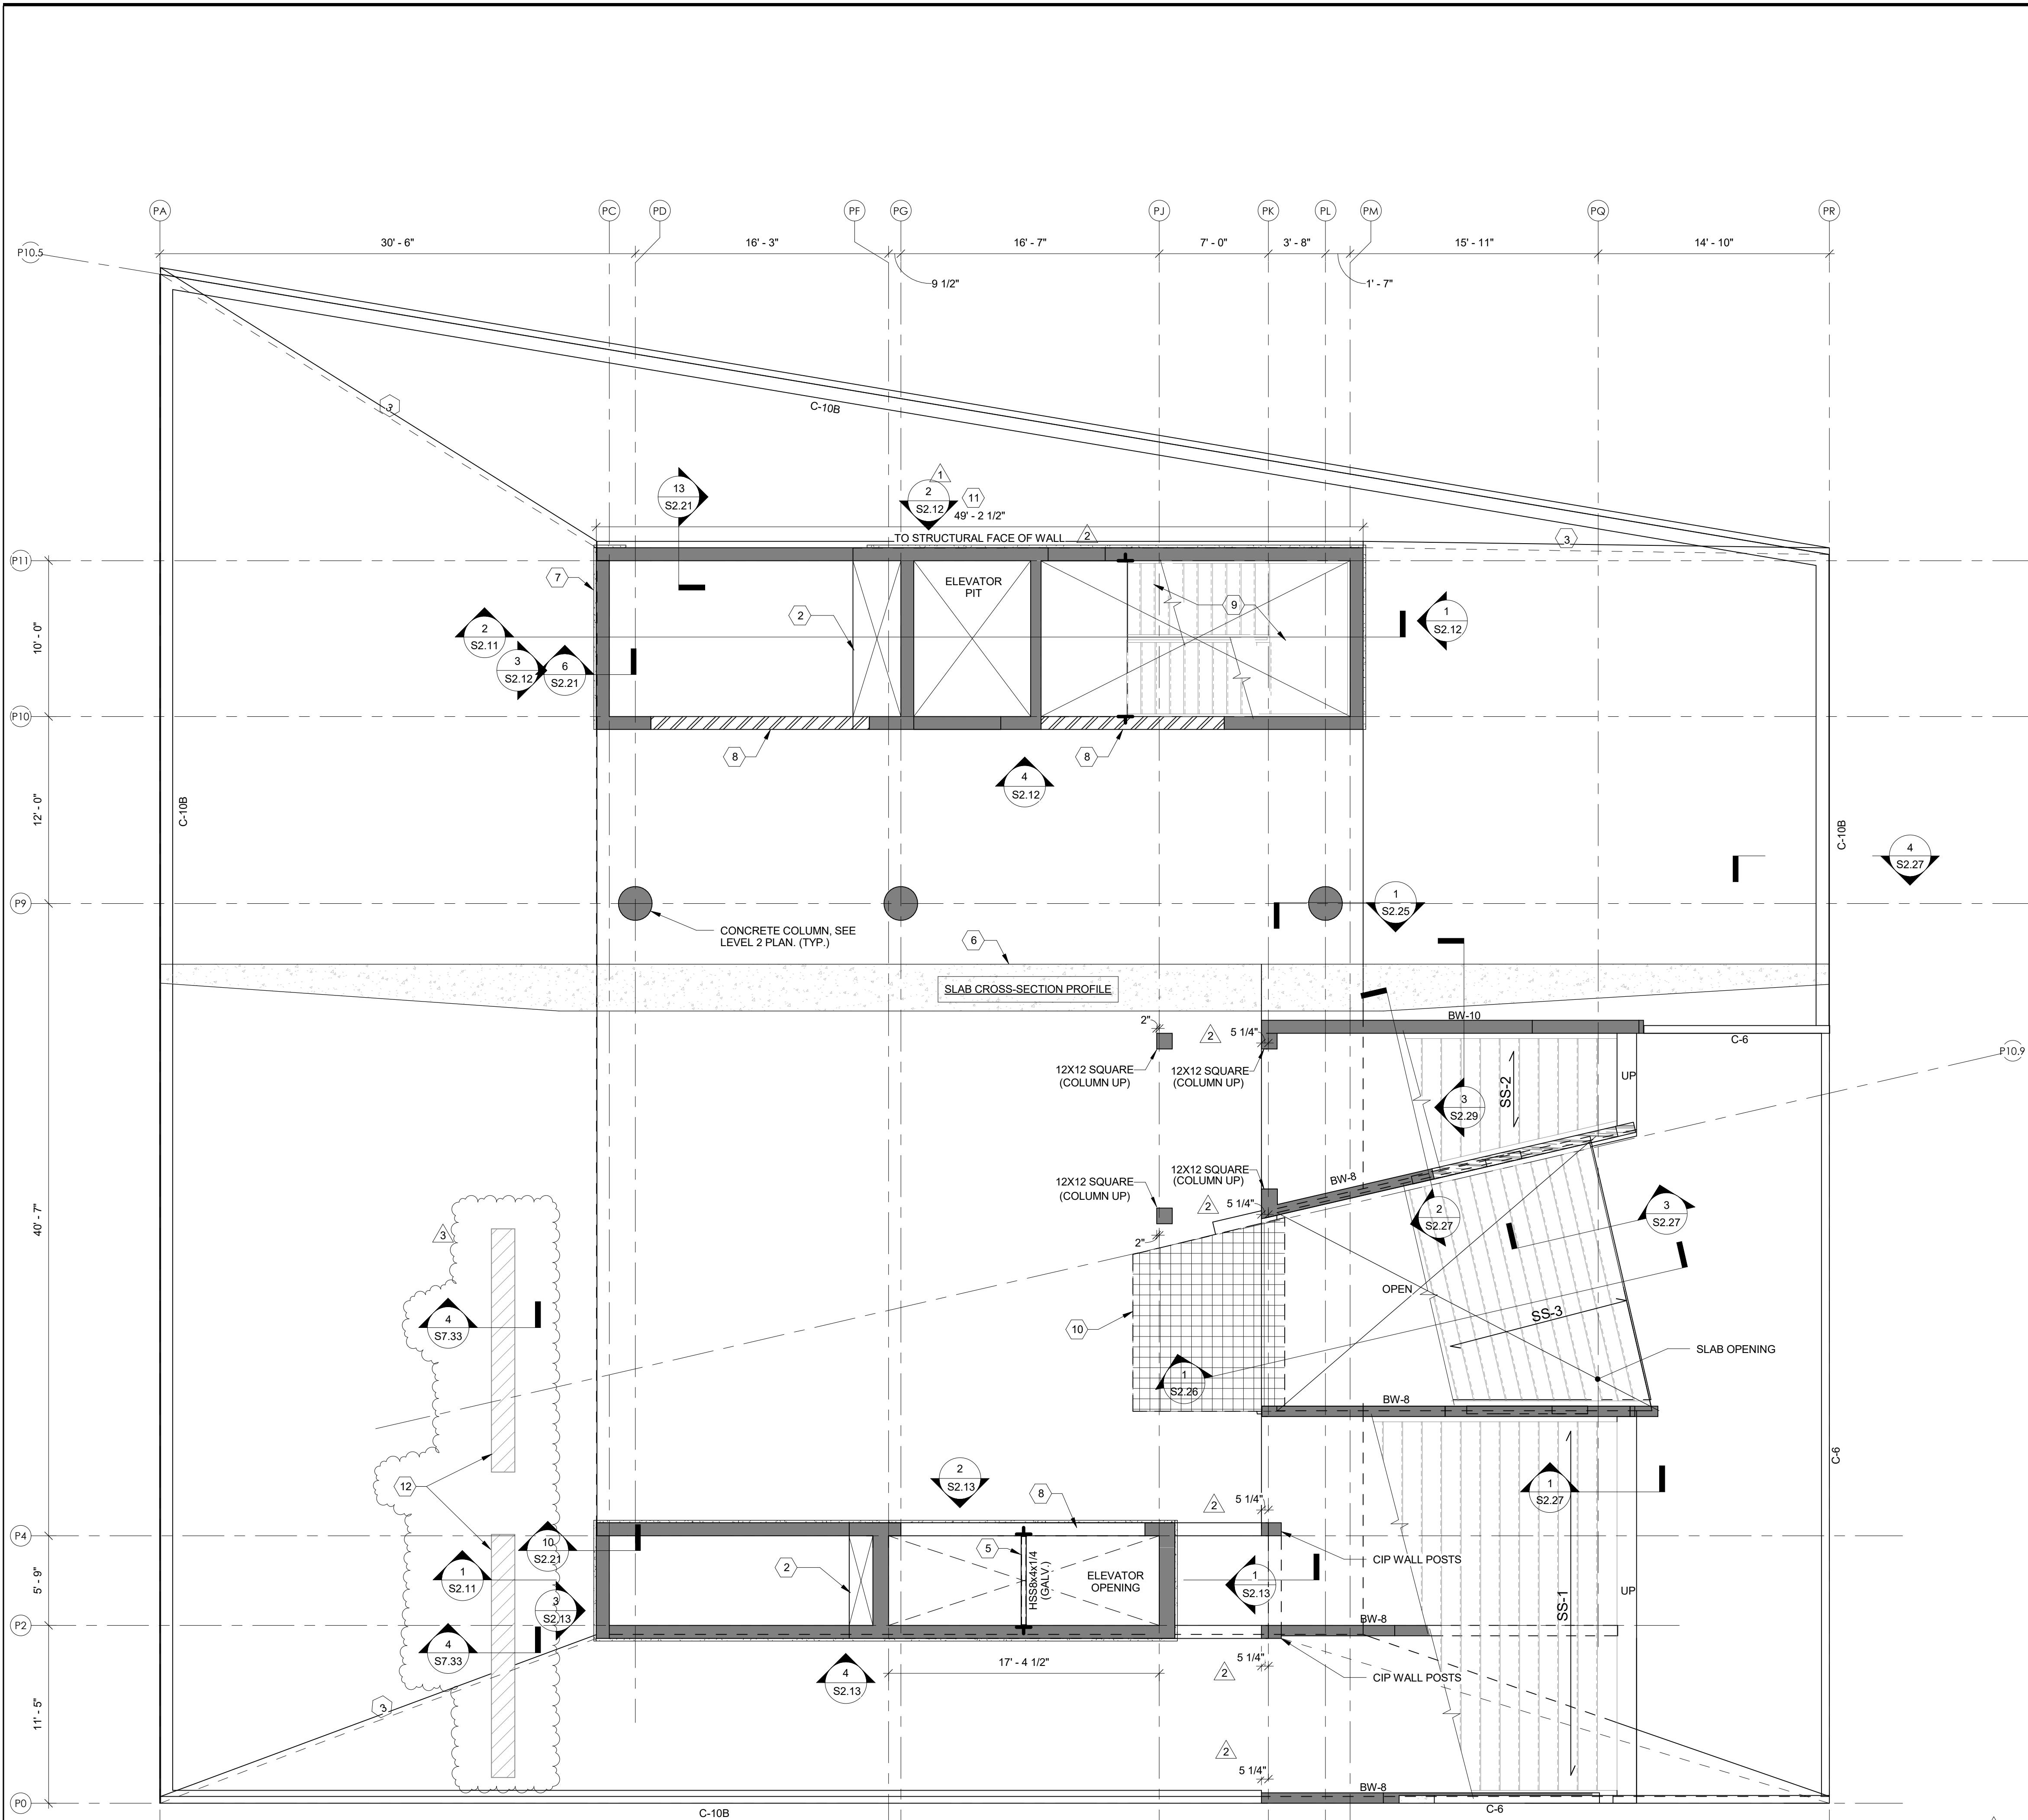 PA
PC
PD
PF
PG
PJ
PK
PL
PM
PQ
PR
30' - 6"
16' - 3"
16' - 7"
7' - 0"
3' - 8"
15' - 11"
14' - 10"
P10.5
9 1/2"
1' - 7"
3
C-10B
1
13
S2.21
2
S2.12
11
49' - 2 1/2"
TO STRUCTURAL FACE OF WALL
2
3
P11
7
ELEVATOR
PIT
2
9
1
S2.12
2
S2.11
10' - 0"
3
S2.12
6
S2.21
P10
8
8
4
S2.12
12' - 0"
C-10B
C-10B
4
S2.27
P9
1
S2.25
CONCRETE COLUMN, SEE
LEVEL 2 PLAN. (TYP.)
6
SLAB CROSS-SECTION PROFILE
BW-10
2"
2
5 1/4"
C-6
P10.9
12X12 SQUARE
(COLUMN UP)
12X12 SQUARE
(COLUMN UP)
UP
SS-2
3
S2.29
12X12 SQUARE
(COLUMN UP)
12X12 SQUARE
(COLUMN UP)
BW-8
2
5 1/4"
2
S2.27
3
S2.27
40' - 7"
3
2"
OPEN
SS-3
4
S7.33
10
SLAB OPENING
1
S2.26
BW-8
C-6
12
2
S2.13
8
2
5 1/4"
1
S2.27
P4
10
S2.21
5
HSS8x4x1/4
(GALV.)
ELEVATOR
OPENING
CIP WALL POSTS
5' - 9"
1
S2.11
2
1
S2.13
3
S2.13
UP
SS-1
P2
BW-8
4
S7.33
17' - 4 1/2"
5 1/4"
2
CIP WALL POSTS
4
S2.13
11' - 5"
3
2
5 1/4"
BW-8
P0
C-10B
C-6